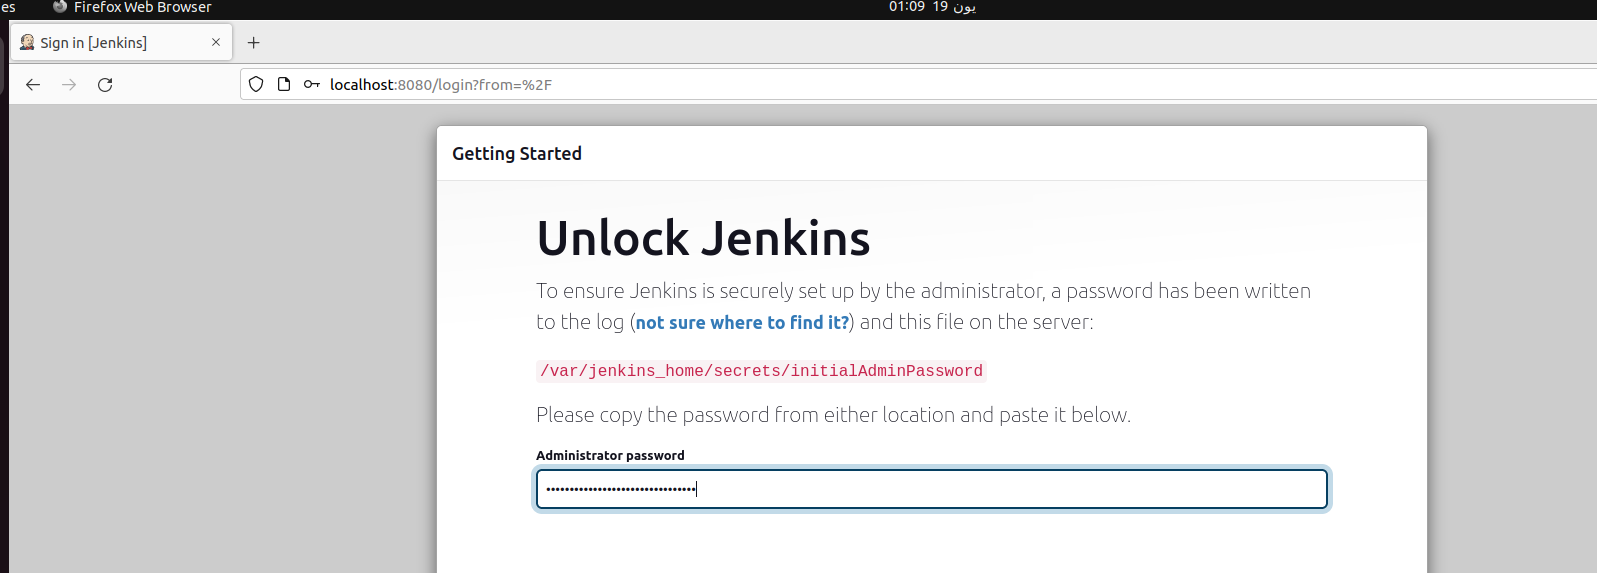 es Firefox Web Browser 01:09 19 يون
Sign in [Jenkins]
localhost:8080/login?from=%2F
Getting Started
Unlock Jenkins
To ensure Jenkins is securely set up by the administrator, a password has been written
to the log (not sure where to find it?) and this file on the server:
/var/jenkins_home/secrets/initialAdminPassword
Please copy the password from either location and paste it below.
Administrator password
••••••••••••••••••••••••••••••••